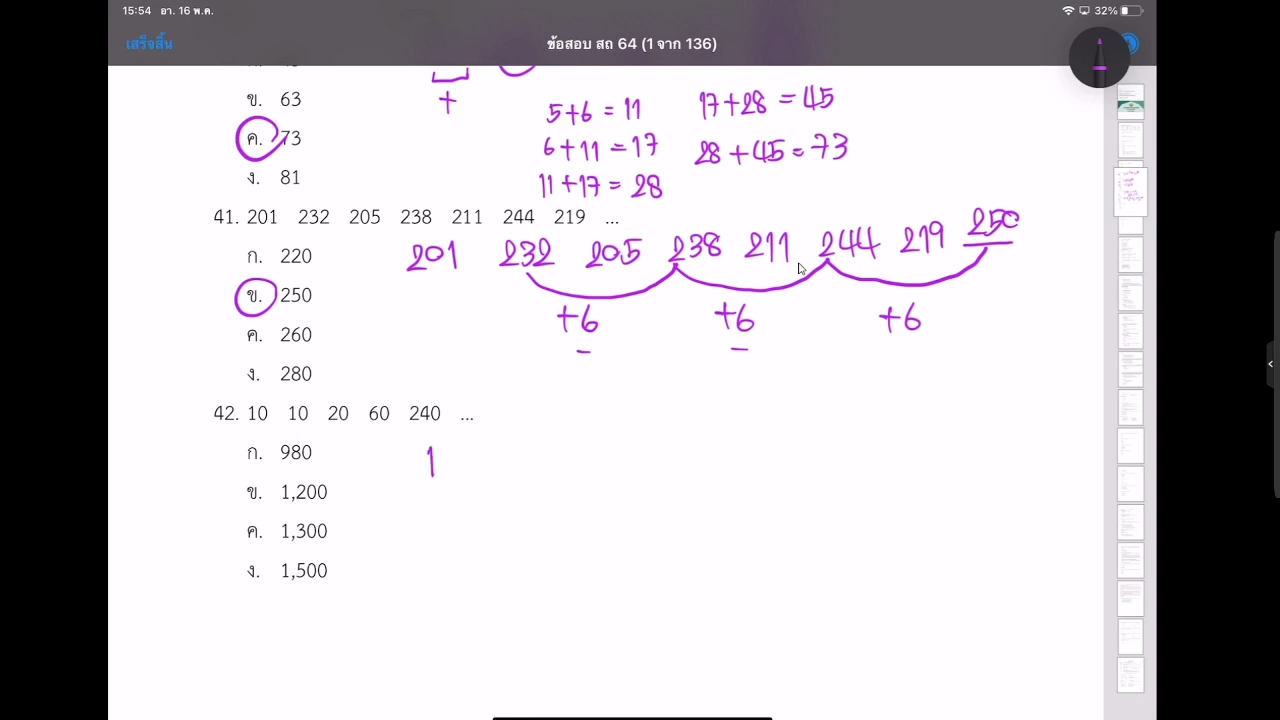 15:54 อา. 16 พ.ค.
32%
เสร็จสิ้น
ข้อสอบ สถ 64 (1 จาก 136)
ข. 63
+
5+6 = 11
17+28 = 45
ค. 73
6+11 = 17
28+45=73
ง. 81
11+17 = 28
41. 201 232 205 238 211 244 219 ...
ก. 220
201 232 205 238 211 244 219 250
ข. 250
+6 +6 +6
ค. 260
ง. 280
42. 10 10 20 60 240 ...
ก. 980
1
ข. 1,200
ค. 1,300
ง. 1,500